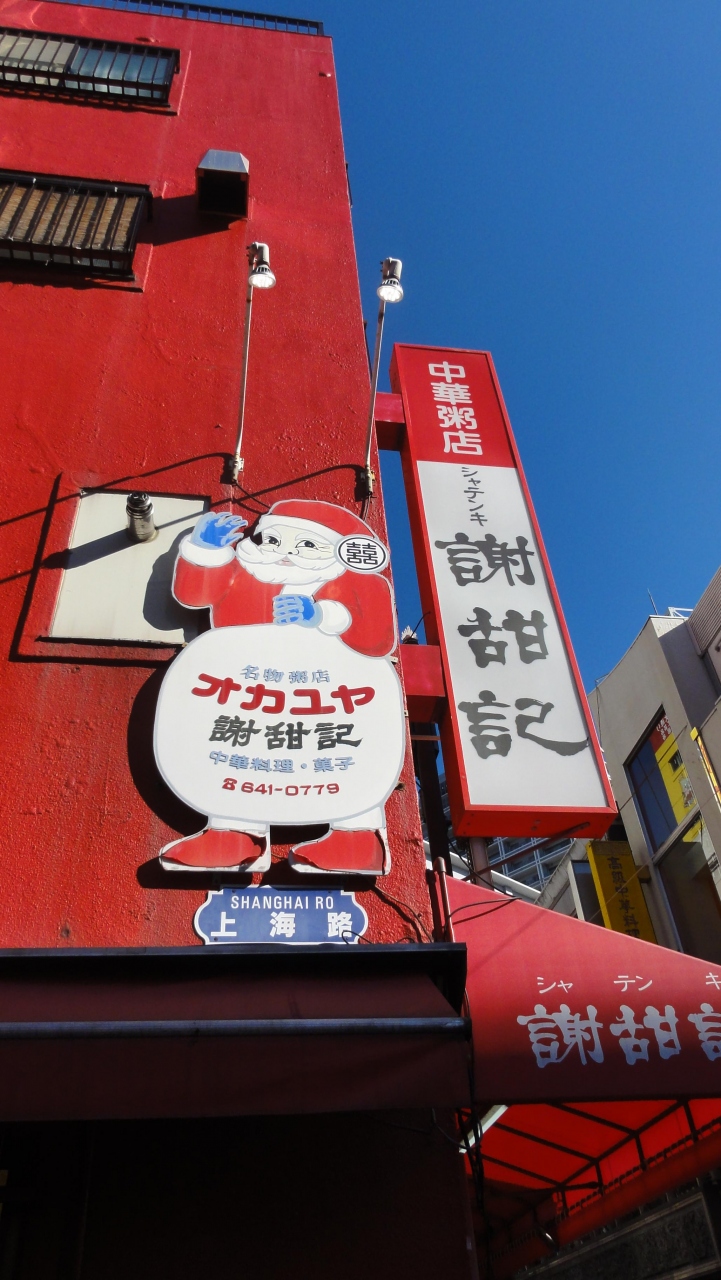 中華粥店
シャテンキ
謝甜記
囍
名物 粥店
オカユヤ
謝甜記
中華料理・菓子
☎641-0779
SHANGHAI RO
上海路
シャ テン キ
謝甜記